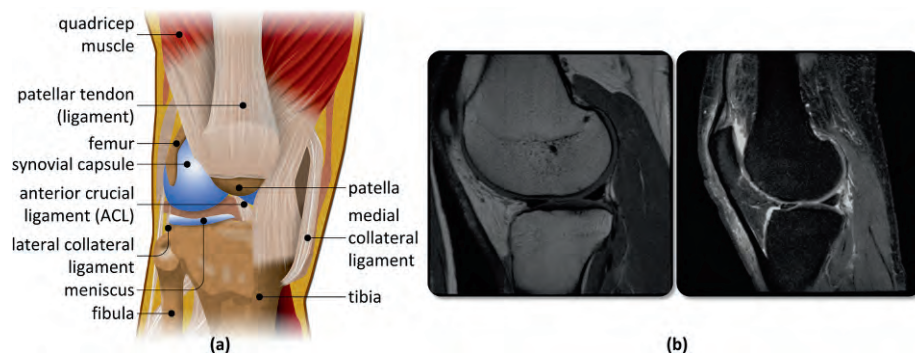 quadricep
muscle
patellar tendon
(ligament)
femur
synovial capsule
anterior crucial
ligament (ACL)
lateral collateral
ligament
meniscus
fibula
patella
medial
collateral
ligament
tibia
(a)
(b)